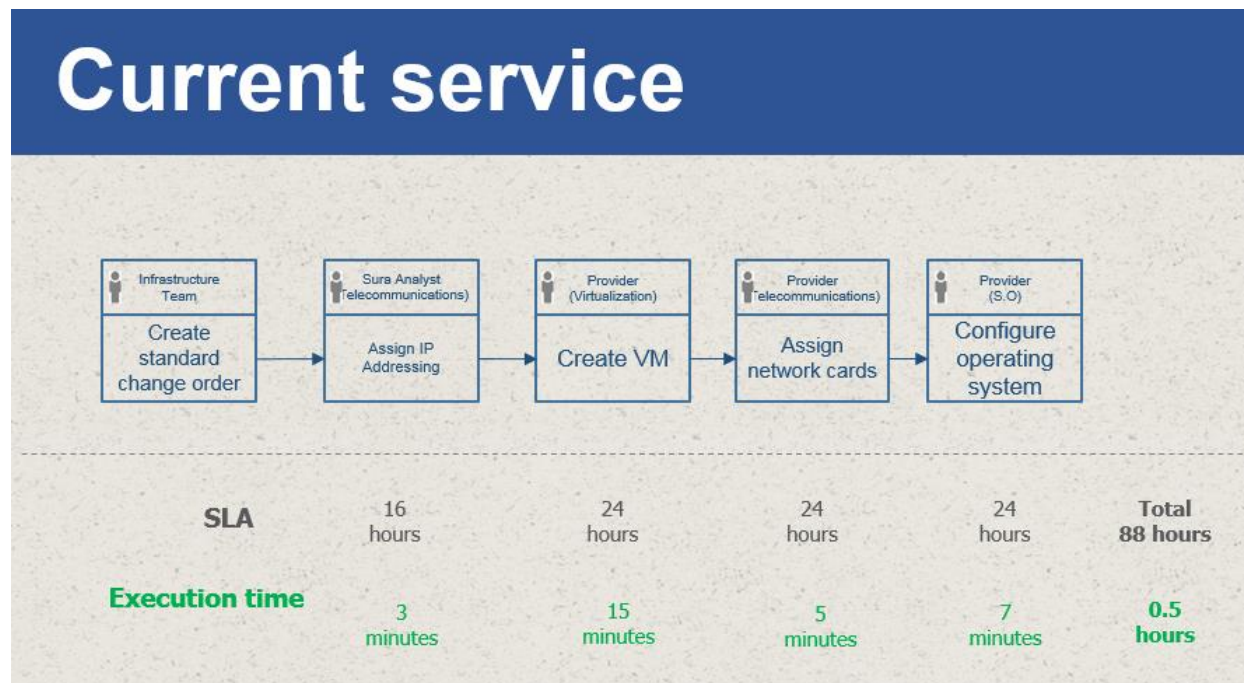 Current service
Infrastructure
Team
Create
standard
change order
Sura Analyst
Telecommunications)
Assign IP
Addressing
Provider
(Virtualization)
Create VM
Provider
Telecommunications)
Assign
network cards
Provider
(S.O)
Configure
operating
system
SLA
16
hours
24
hours
24
hours
24
hours
Total
88 hours
Execution time
3
minutes
15
minutes
5
minutes
7
minutes
0.5
hours